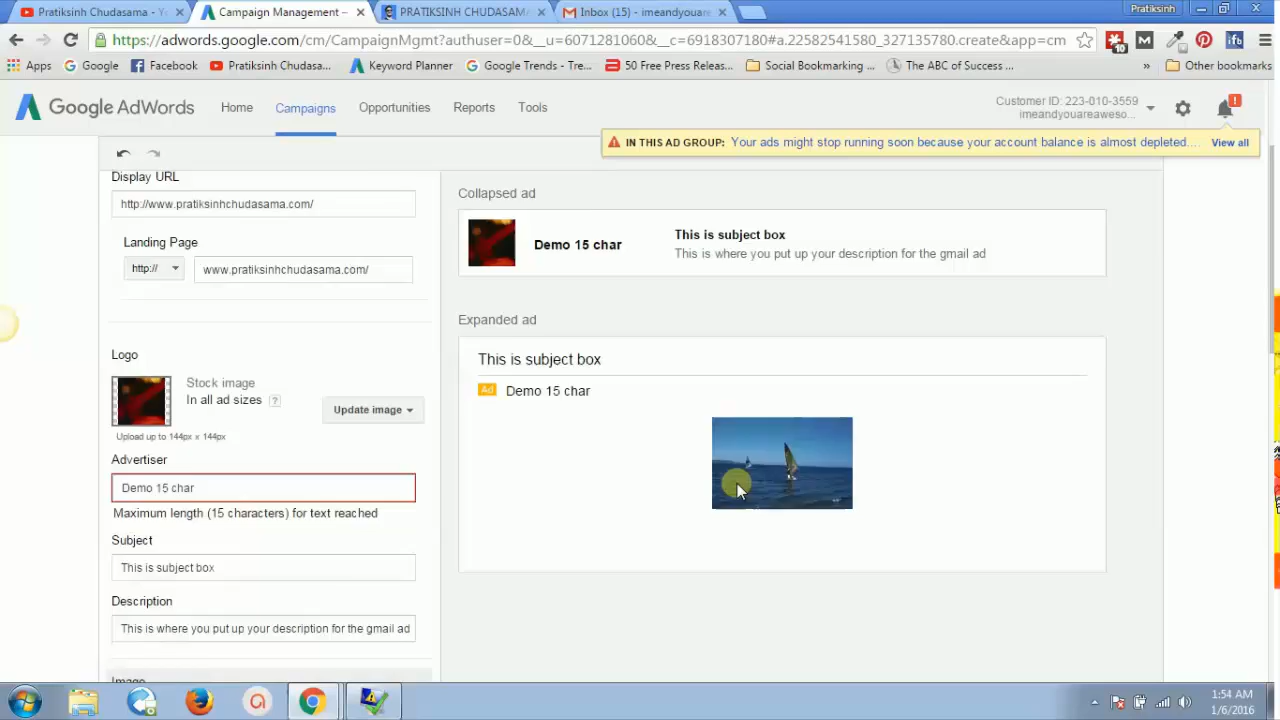 Pratiksinh Chudasama - Y
Campaign Management –
PRATIKSINH CHUDASAMA
Inbox (15) - imeandyouare
Pratiksinh
https://adwords.google.com/cm/CampaignMgmt?authuser=0&__u=6071281060&__c=6918307180#a.22582541580_327135780.create&app=cm
10
Apps
Google
Facebook
Pratiksinh Chudasa...
Keyword Planner
Google Trends - Tre...
50 Free Press Releas...
Social Bookmarking ...
The ABC of Success ...
»
Other bookmarks
Google AdWords
Home
Campaigns
Opportunities
Reports
Tools
Customer ID: 223-010-3559
imeandyouareaweso...
IN THIS AD GROUP: Your ads might stop running soon because your account balance is almost depleted.... View all
Display URL
http://www.pratiksinhchudasama.com/
Landing Page
http://
www.pratiksinhchudasama.com/
Logo
Stock image
In all ad sizes ?
Update image
Upload up to 144px x 144px
Advertiser
Demo 15 char
Maximum length (15 characters) for text reached
Subject
This is subject box
Description
This is where you put up your description for the gmail ad
Image
Collapsed ad
Demo 15 char
This is subject box
This is where you put up your description for the gmail ad
Expanded ad
This is subject box
Ad Demo 15 char
1:54 AM
1/6/2016